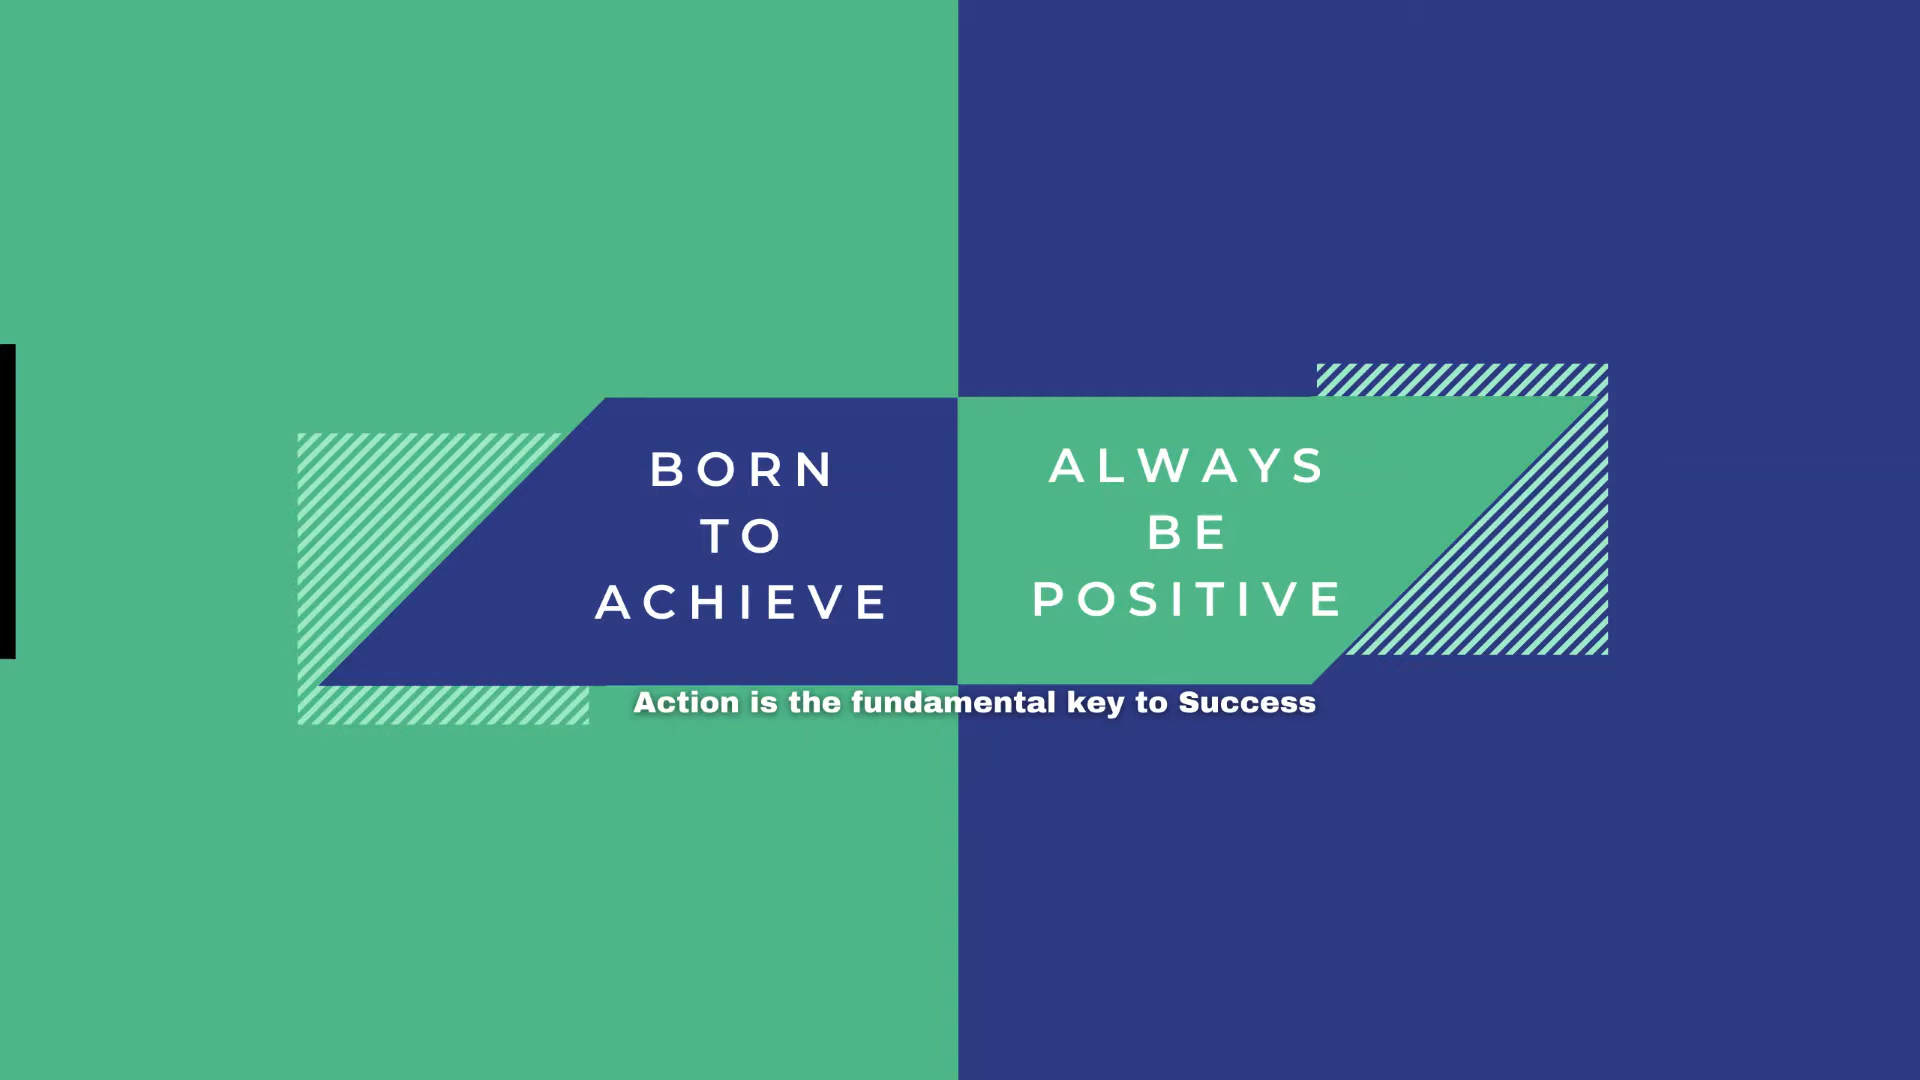 BORN
TO
ACHIEVE
ALWAYS
BE
POSITIVE
Action is the fundamental key to Success